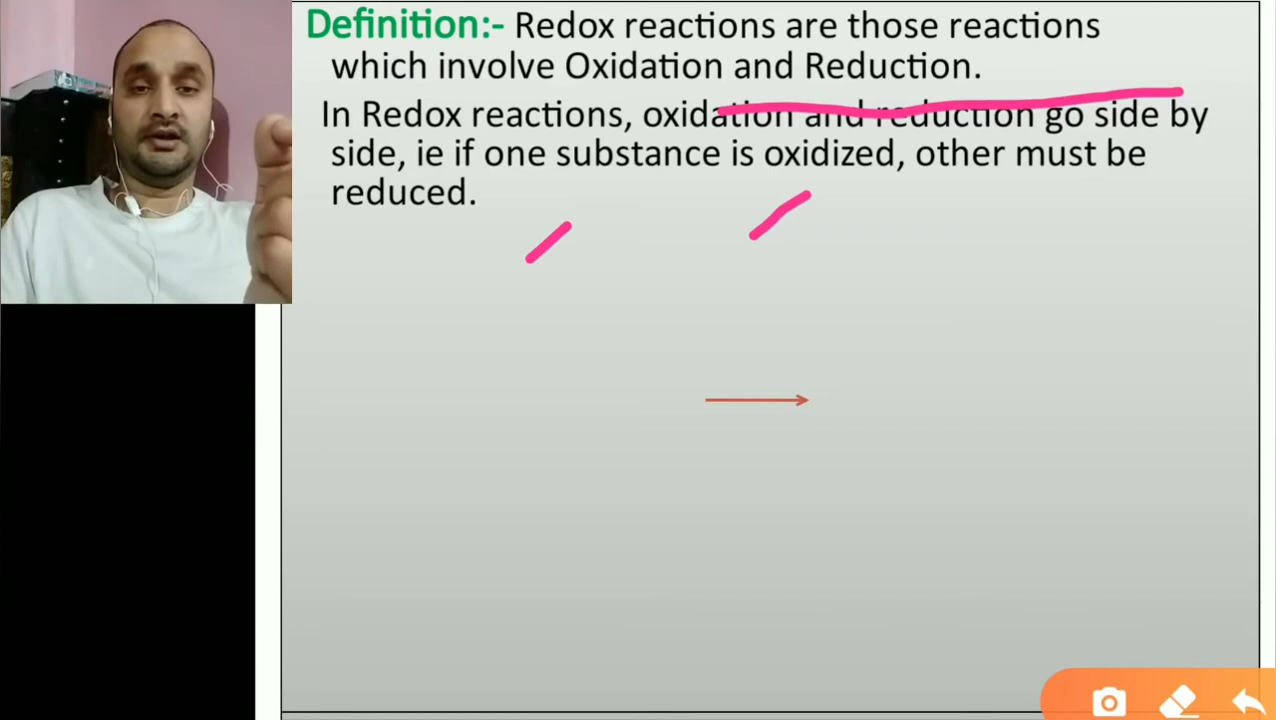 Definition:- Redox reactions are those reactions
which involve Oxidation and Reduction.
In Redox reactions, oxidation and reduction go side by
side, ie if one substance is oxidized, other must be
reduced.